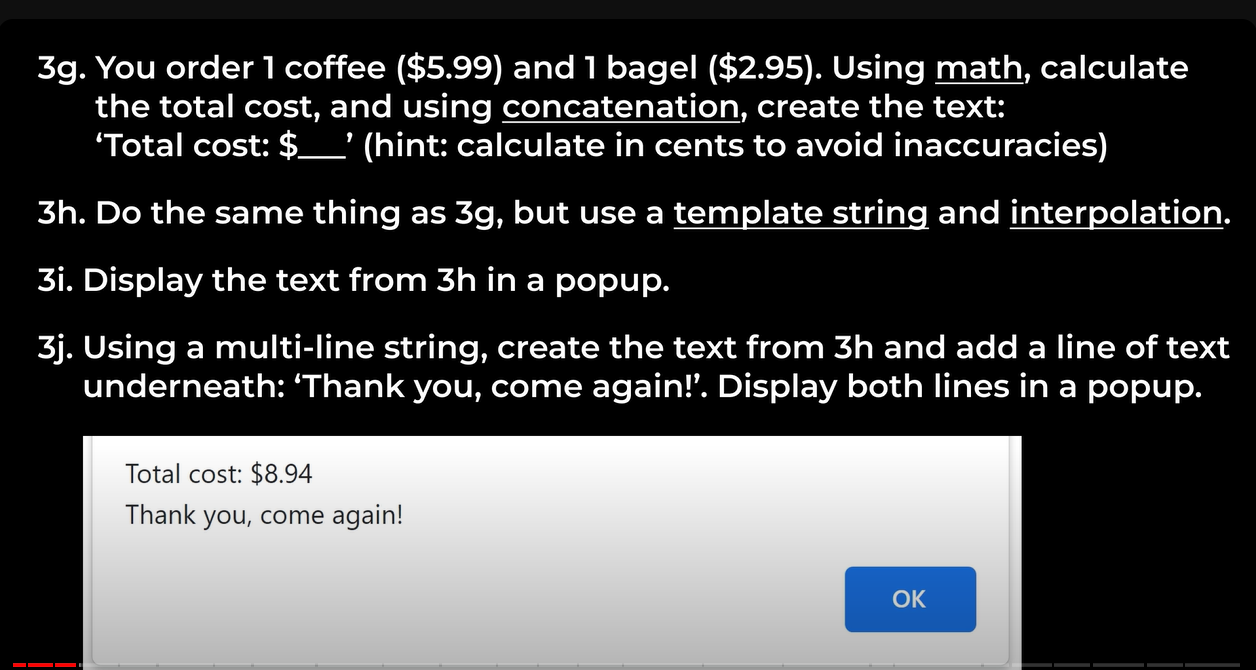 3g. You order 1 coffee ($5.99) and 1 bagel ($2.95). Using math, calculate
the total cost, and using concatenation, create the text:
‘Total cost: $___’ (hint: calculate in cents to avoid inaccuracies)
3h. Do the same thing as 3g, but use a template string and interpolation.
3i. Display the text from 3h in a popup.
3j. Using a multi-line string, create the text from 3h and add a line of text
underneath: ‘Thank you, come again!’. Display both lines in a popup.
Total cost: $8.94
Thank you, come again!
OK